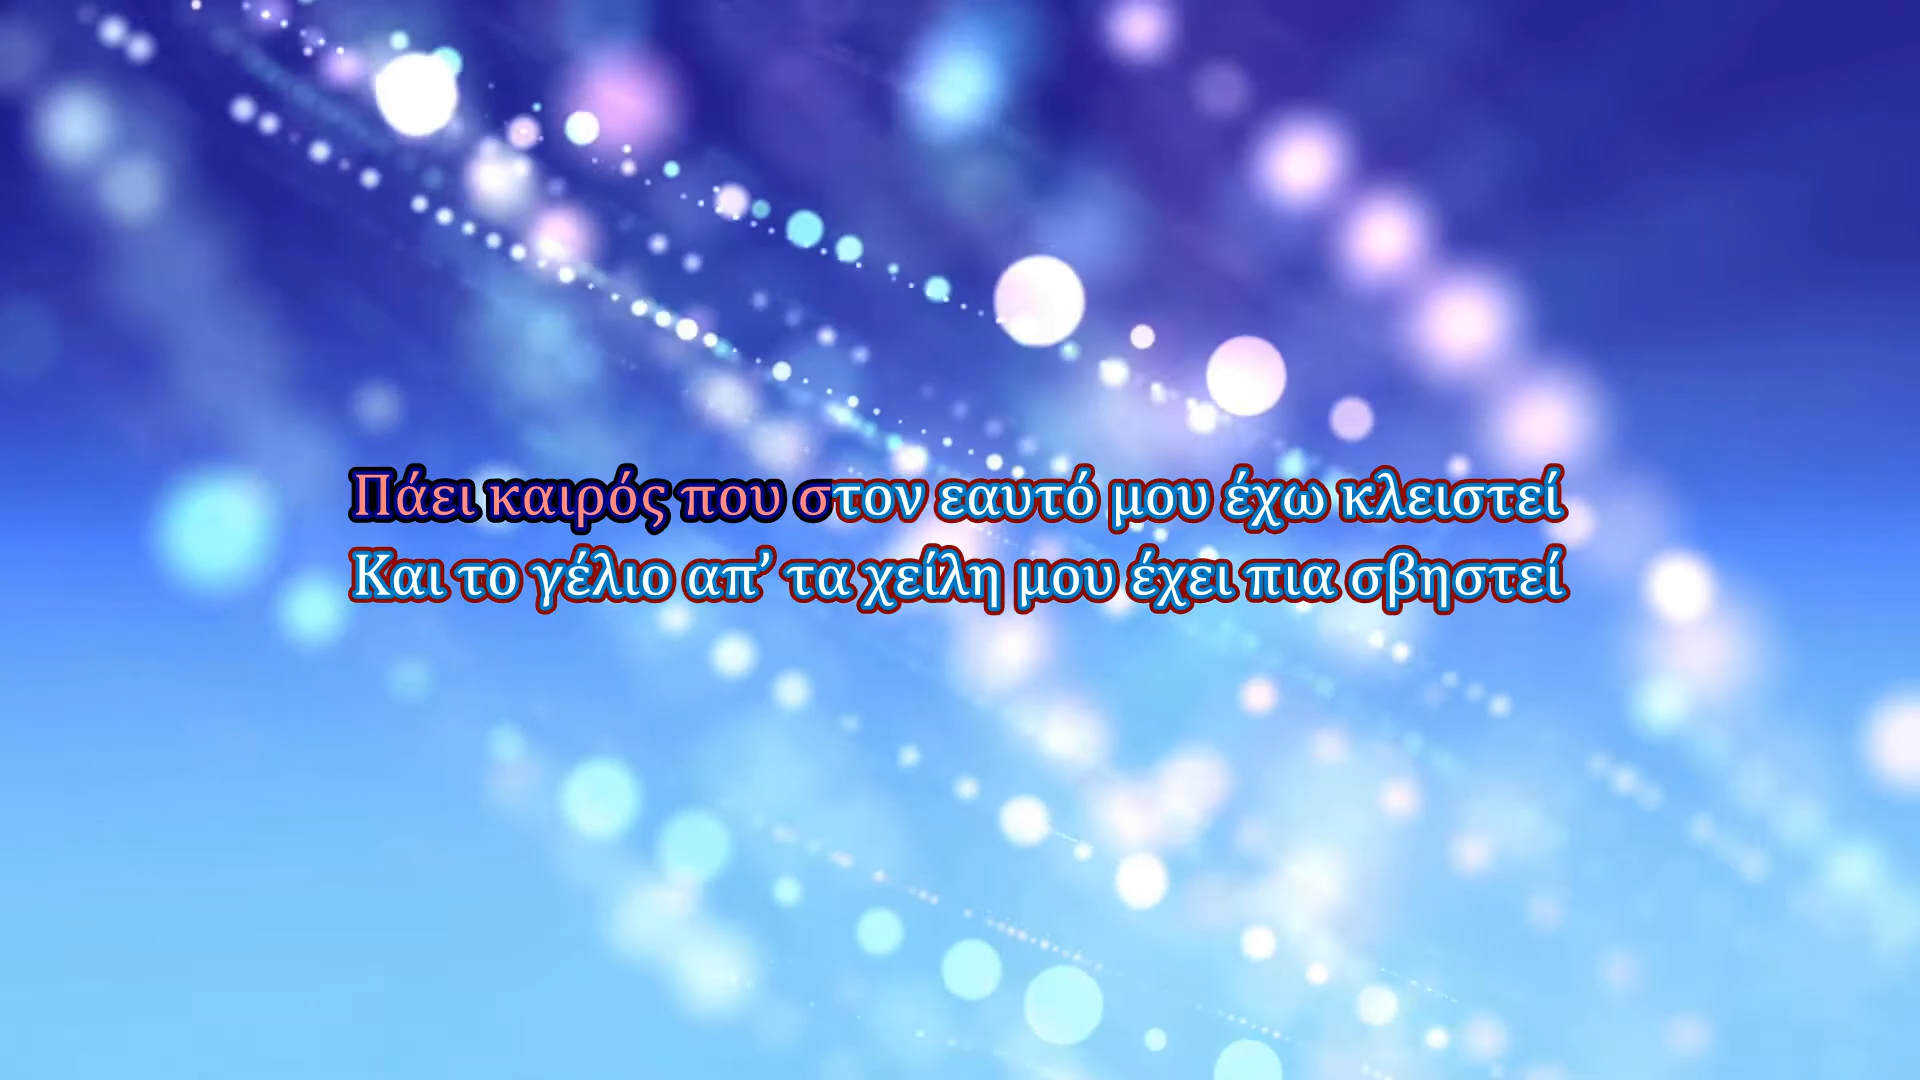 Πάει καιρός που στον εαυτό μου έχω κλειστεί
Και το γέλιο απ’ τα χείλη μου έχει πια σβηστεί